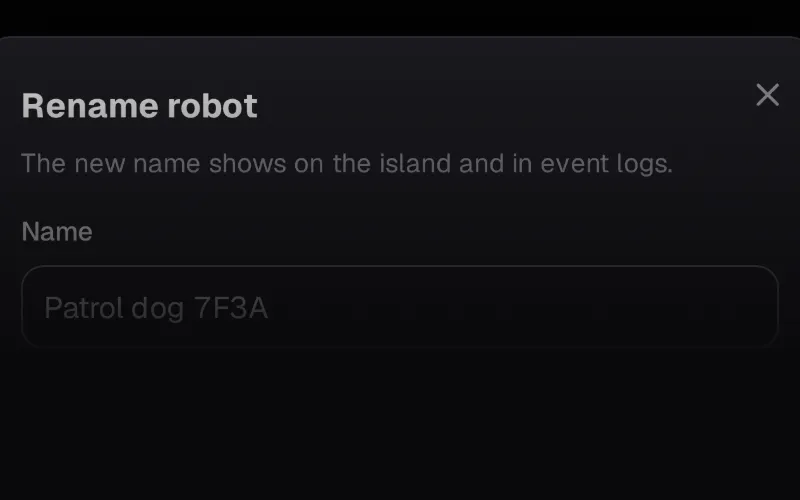 Rename robot
The new name shows on the island and in event logs.
Name
Patrol dog 7F3A